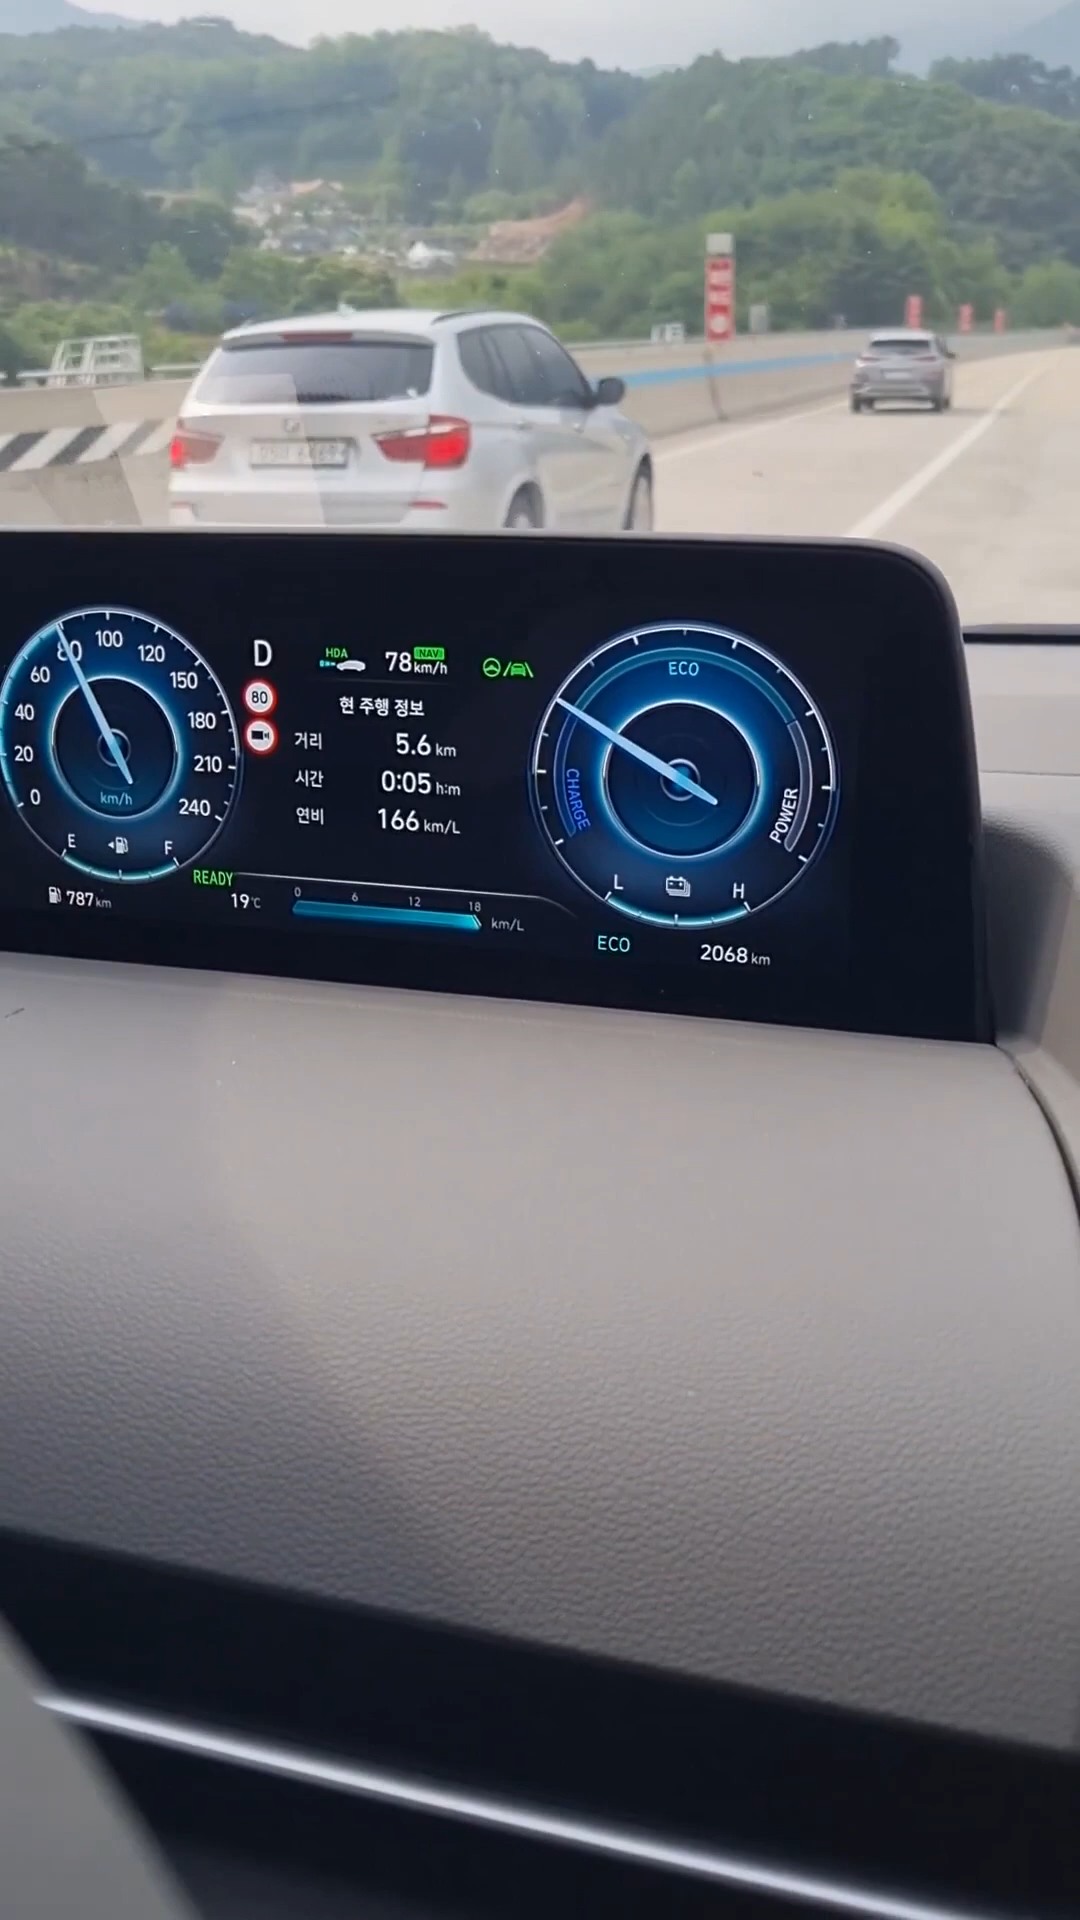 0
20
40
60
80
100
120
150
180
210
240
km/h
E
F
787 km
D
80
HDA
78 km/h
NAV
현 주행 정보
거리 5.6 km
시간 0:05 h:m
연비 166 km/L
READY
19℃
0 6 12 18
km/L
ECO
CHARGE
POWER
L
H
ECO
2068 km